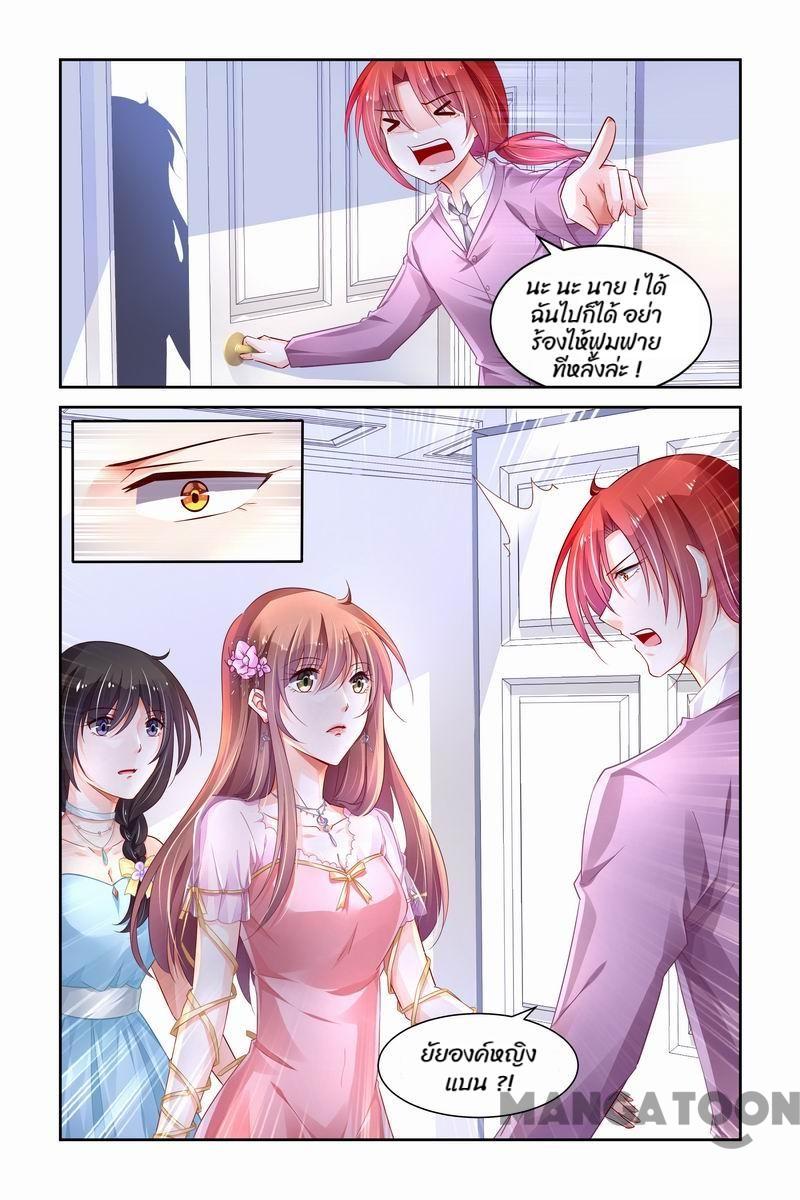 นะ นะ นาย ! ได้
ฉันไปก็ได้ อย่า
ร้องไห้ฟูมฟาย
ทีหลังล่ะ !
ยัยองค์หญิง
แบน ?!
MANGATOON